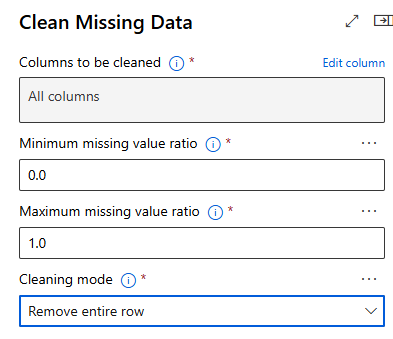 Clean Missing Data
Columns to be cleaned * Edit column
All columns
Minimum missing value ratio * ...
0.0
Maximum missing value ratio * ...
1.0
Cleaning mode * ...
Remove entire row